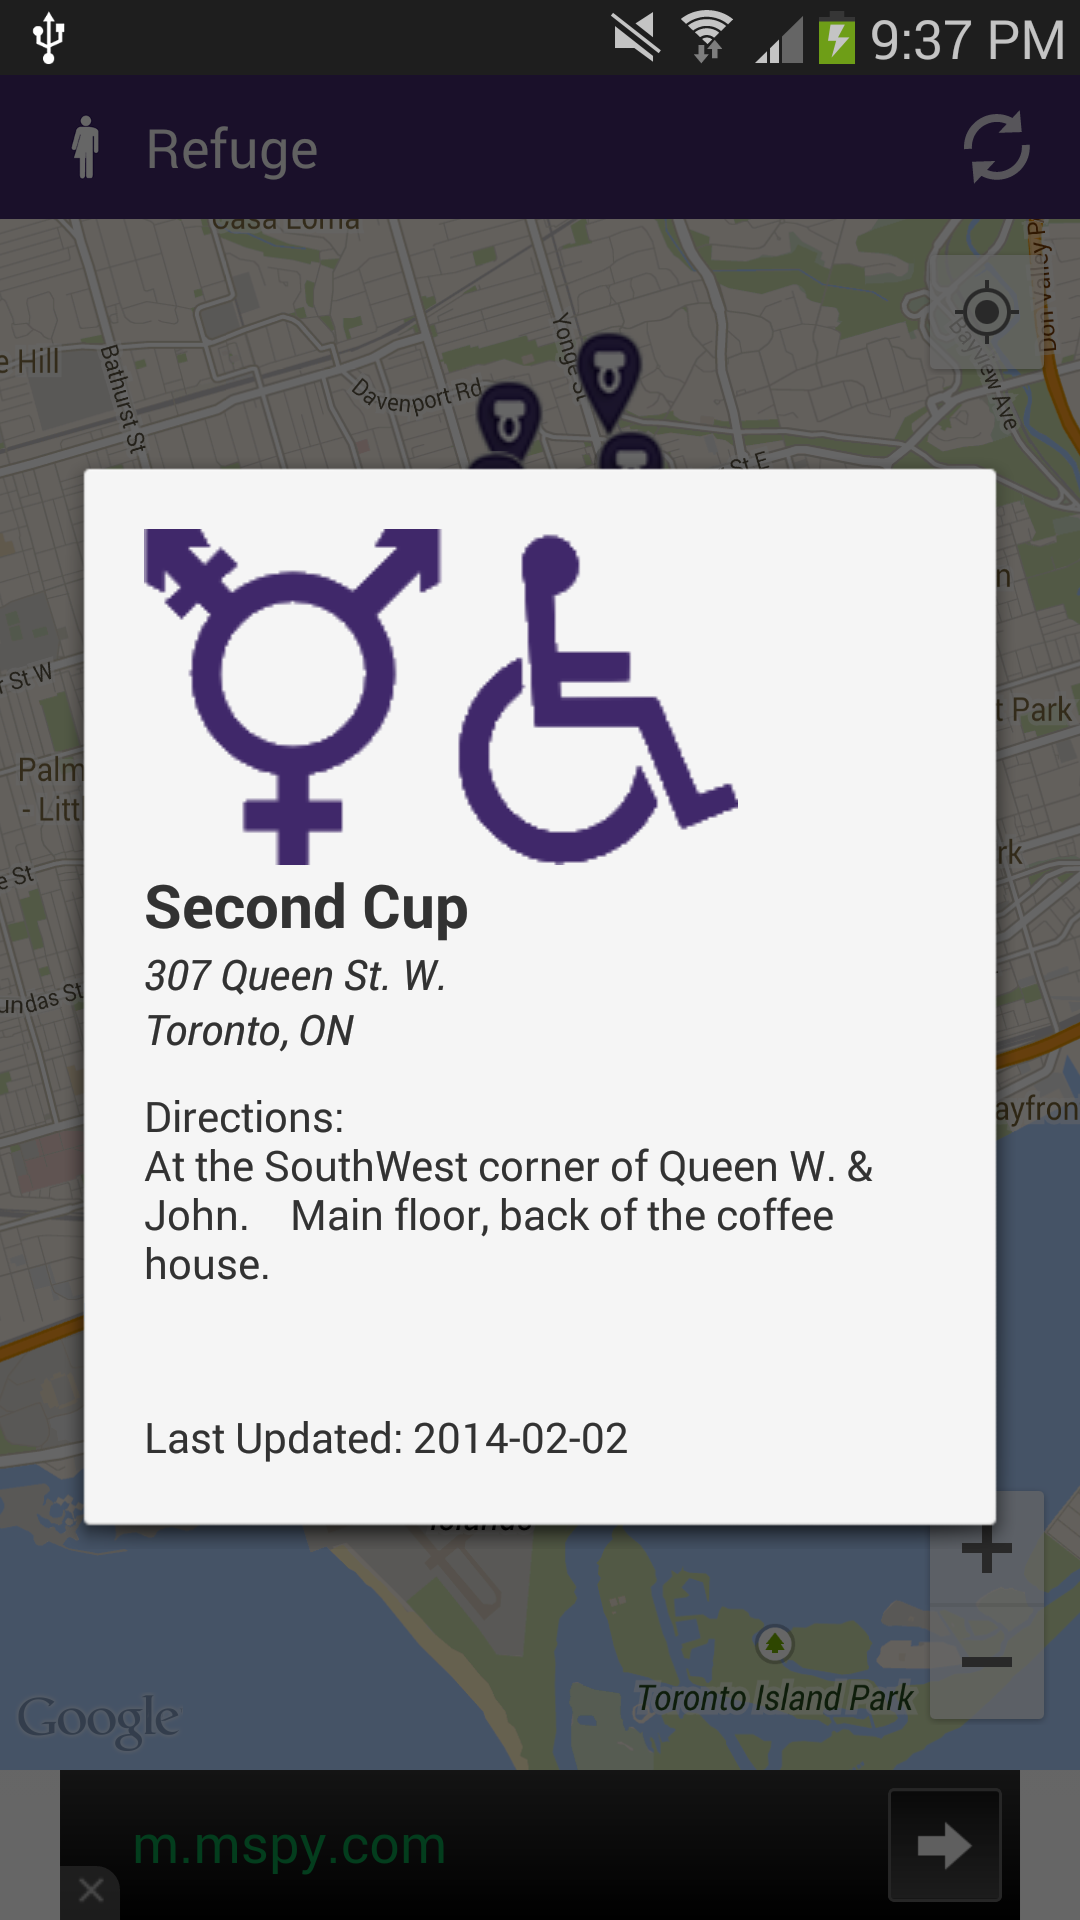 9:37 PM
Refuge
Casa Loma
e Hill
Bathurst St
Davenport Rd
Yonge St
Bayview Ave
St E
St W
t Park
Palm
- Littl
rk
e St
undas St
ayfron
Second Cup
307 Queen St. W.
Toronto, ON
Directions:
At the SouthWest corner of Queen W. &
John. Main floor, back of the coffee
house.
Last Updated: 2014-02-02
Islands
+
Toronto Island Park
−
Google
m.mspy.com